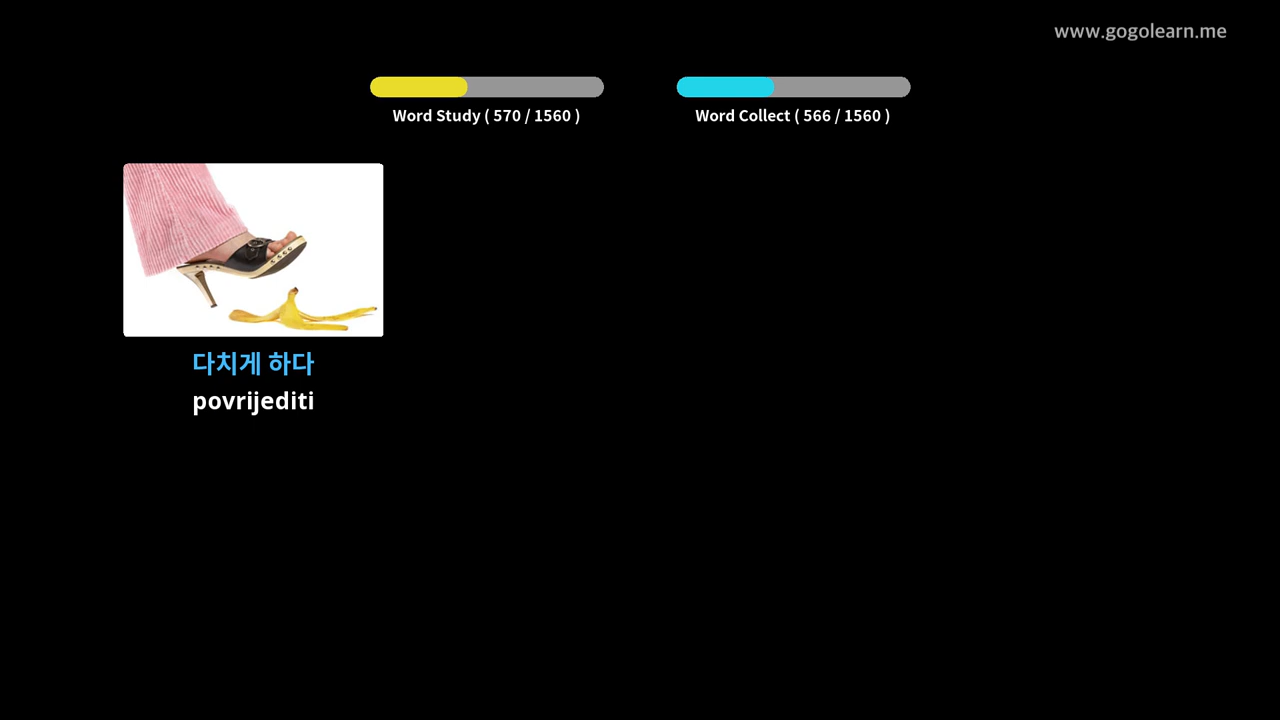 www.gogolearn.me
Word Study ( 570 / 1560 )
Word Collect ( 566 / 1560 )
다치게 하다
povrijediti